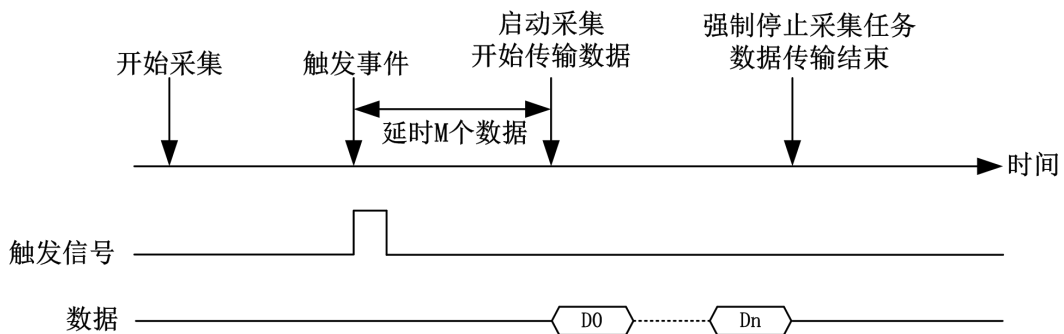 启动采集
强制停止采集任务
开始采集
触发事件
开始传输数据
数据传输结束
延时M个数据
时间
触发信号
数据
D0
Dn